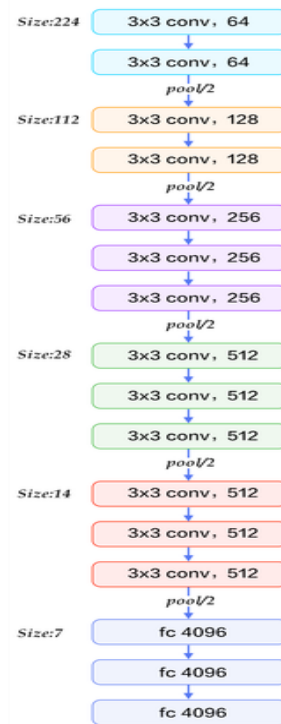 Size:224 3x3 conv, 64
3x3 conv, 64
pool/2
Size:112 3x3 conv, 128
3x3 conv, 128
pool/2
Size:56 3x3 conv, 256
3x3 conv, 256
3x3 conv, 256
pool/2
Size:28 3x3 conv, 512
3x3 conv, 512
3x3 conv, 512
pool/2
Size:14 3x3 conv, 512
3x3 conv, 512
3x3 conv, 512
pool/2
Size:7 fc 4096
fc 4096
fc 4096